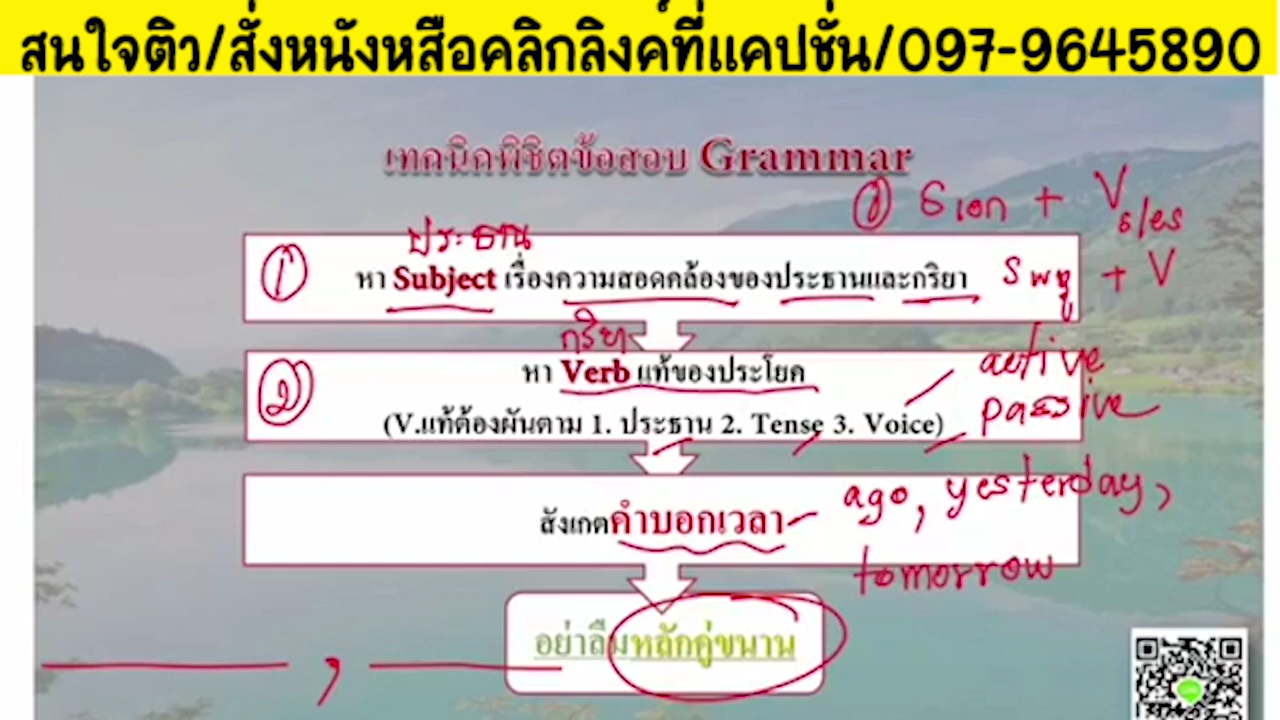 สนใจติว/สั่งหนังหสือคลิกลิงค์ที่แคปชั่น/097-9645890
เทคนิคพิชิตข้อสอบ Grammar
ประธาน
① หา Subject เรื่องความสอดคล้องของประธานและกริยา
+ V s/es
+ V
กริยา
② หา Verb แท้ของประโยค
(V.แท้ต้องผันตาม 1. ประธาน 2. Tense 3. Voice)
active
passive
สังเกตคำบอกเวลา
ago, yesterday,
tomorrow
อย่าลืมหลักคู่ขนาน